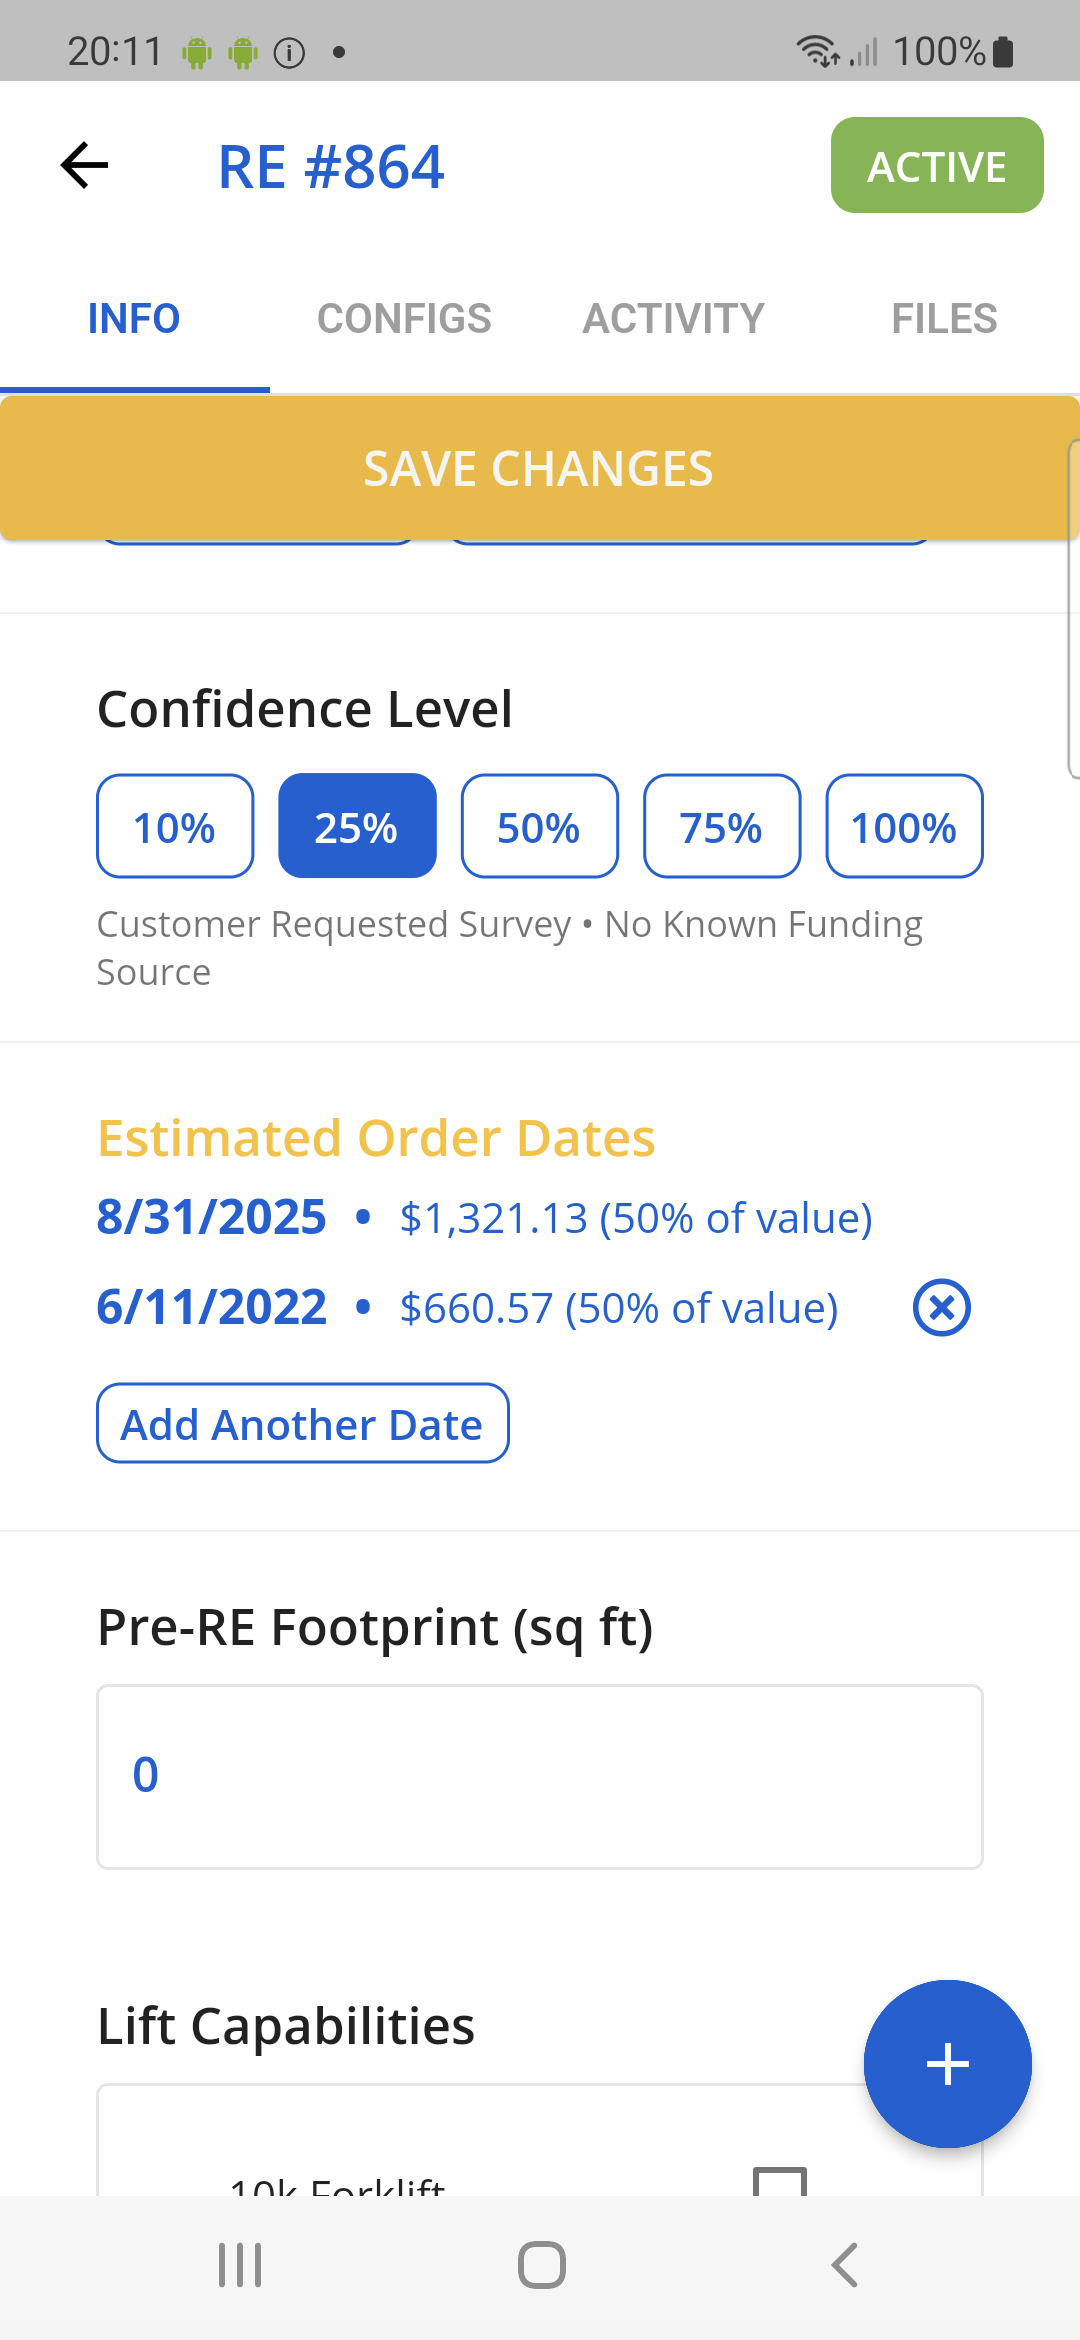 20:11 100%
RE #864 ACTIVE
INFO CONFIGS ACTIVITY FILES
SAVE CHANGES
Confidence Level
10% 25% 50% 75% 100%
Customer Requested Survey • No Known Funding
Source
Estimated Order Dates
8/31/2025 • $1,321.13 (50% of value)
6/11/2022 • $660.57 (50% of value)
Add Another Date
Pre-RE Footprint (sq ft)
0
Lift Capabilities
10k Forklift